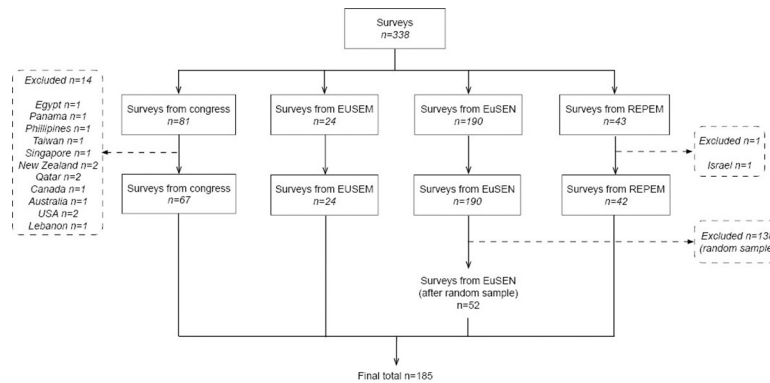 Surveys
n=338
Excluded n=14
Egypt n=1
Panama n=1
Phillipines n=1
Taiwan n=1
Singapore n=1
New Zealand n=2
Qatar n=2
Canada n=1
Australia n=1
USA n=2
Lebanon n=1
Surveys from congress
n=81
Surveys from EUSEM
n=24
Surveys from EuSEN
n=190
Surveys from REPEM
n=43
Excluded n=1
Israel n=1
Surveys from congress
n=67
Surveys from EUSEM
n=24
Surveys from EuSEN
n=190
Surveys from REPEM
n=42
Excluded
(random sample
Surveys from EuSEN
(after random sample)
n=52
Final total n=185